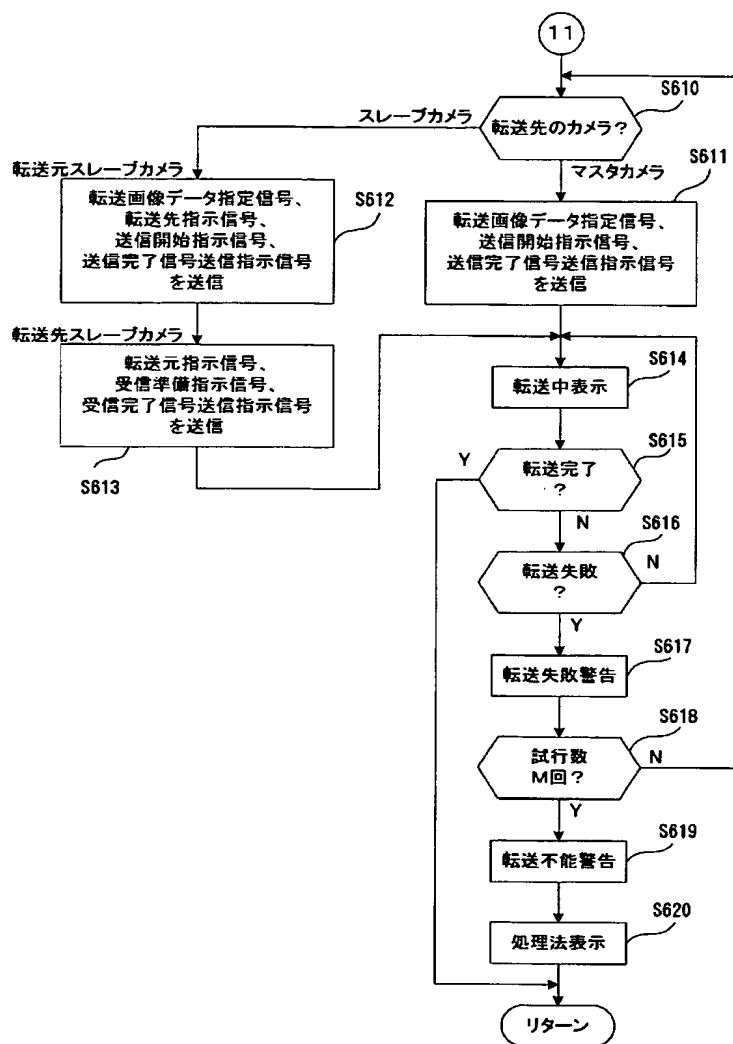 11
S610
スレーブカメラ
転送先のカメラ?
転送元スレーブカメラ
マスタカメラ
S611
転送画像データ指定信号、
転送先指示信号、
送信開始指示信号、
送信完了信号送信指示信号
を送信
S612
転送画像データ指定信号、
送信開始指示信号、
送信完了信号送信指示信号
を送信
転送先スレーブカメラ
転送元指示信号、
受信準備指示信号、
受信完了信号送信指示信号
を送信
S613
S614
転送中表示
S615
Y
転送完了
?
N
S616
転送失敗
?
N
Y
S617
転送失敗警告
S618
試行数
M回?
N
Y
S619
転送不能警告
S620
処理法表示
リターン